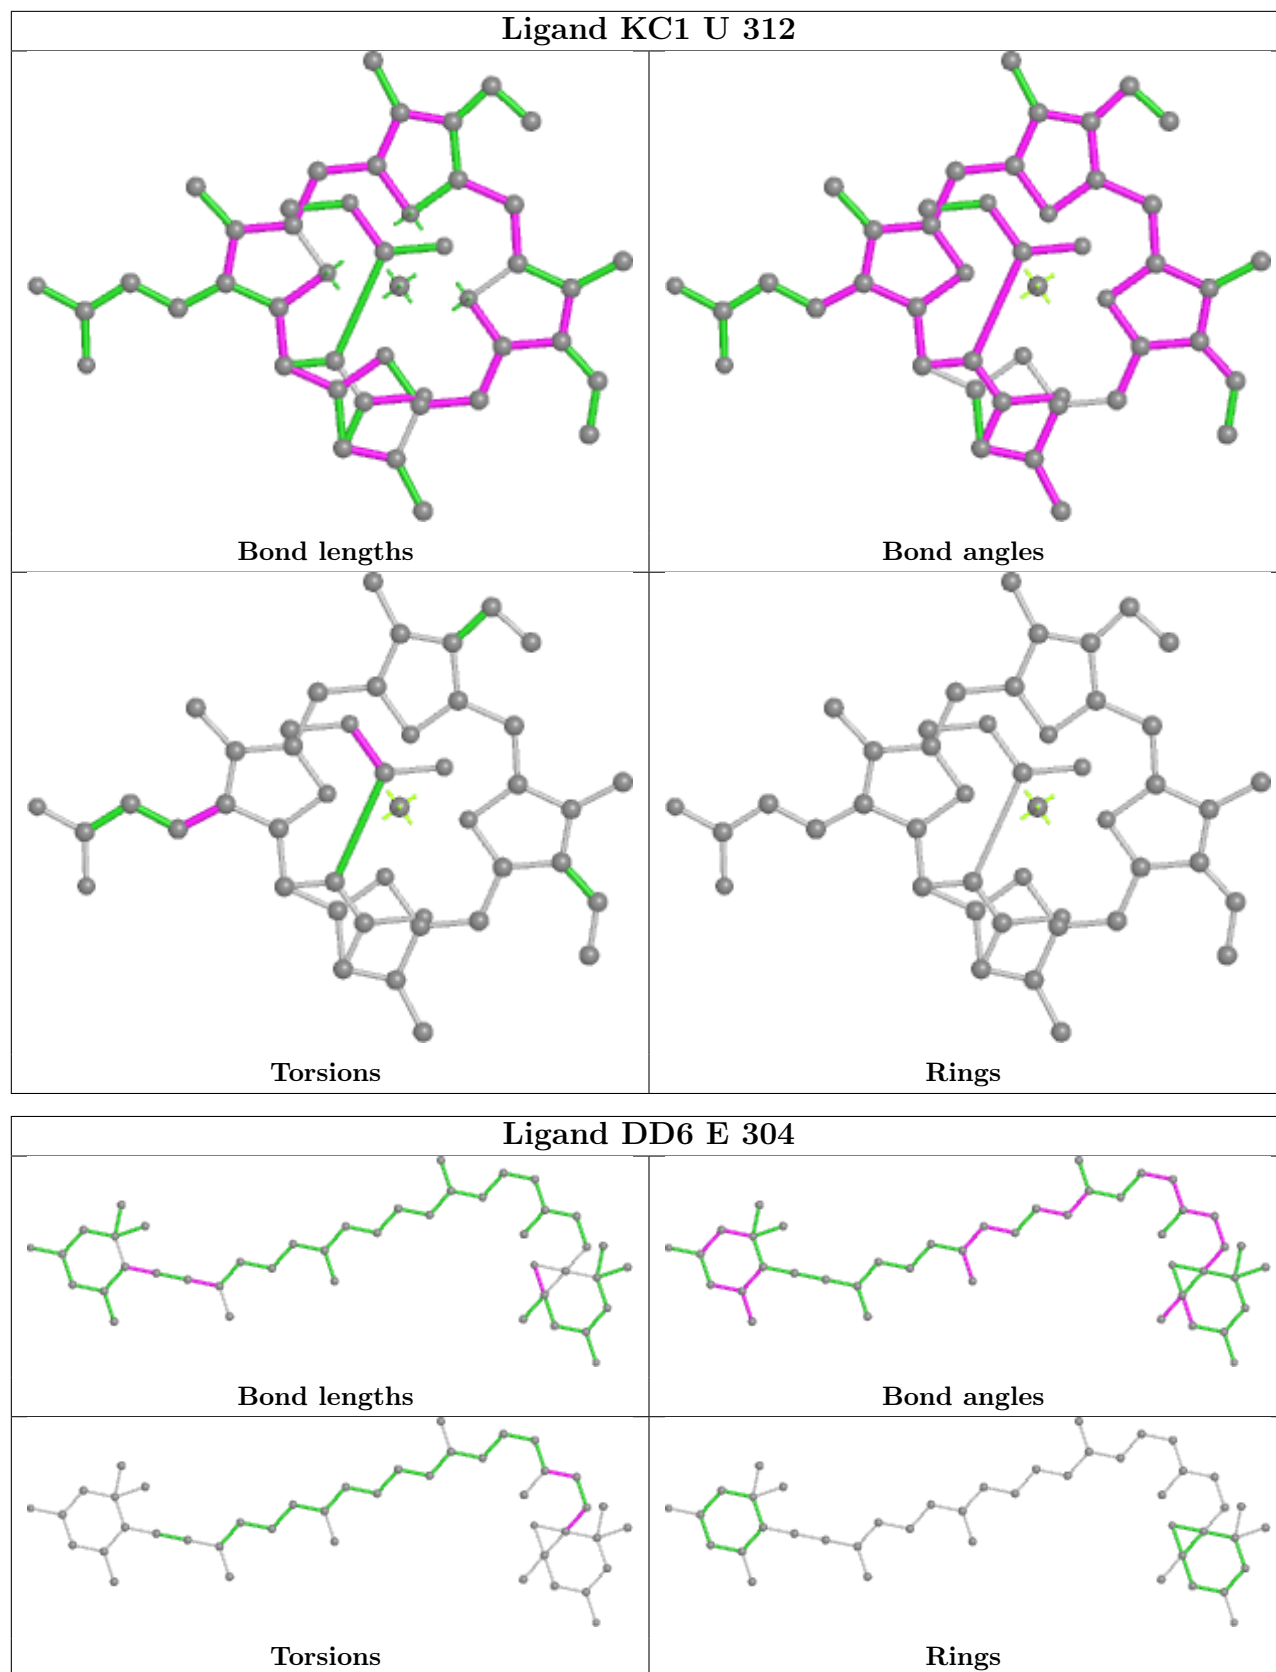 Ligand KC1 U 312
Bond lengths
Bond angles
Torsions
Rings
Ligand DD6 E 304
Bond lengths
Bond angles
Torsions
Rings